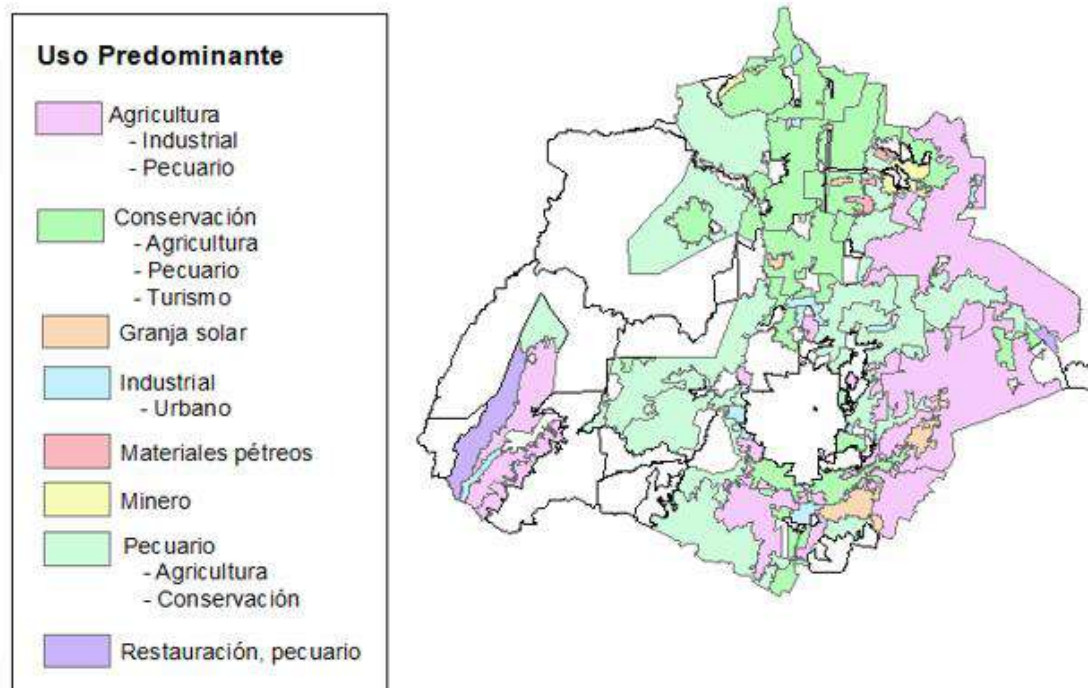 Uso Predominante
Agricultura
- Industrial
- Pecuario
Conservación
- Agricultura
- Pecuario
- Turismo
Granja solar
Industrial
- Urbano
Materiales pétreos
Minero
Pecuario
- Agricultura
- Conservación
Restauración, pecuario